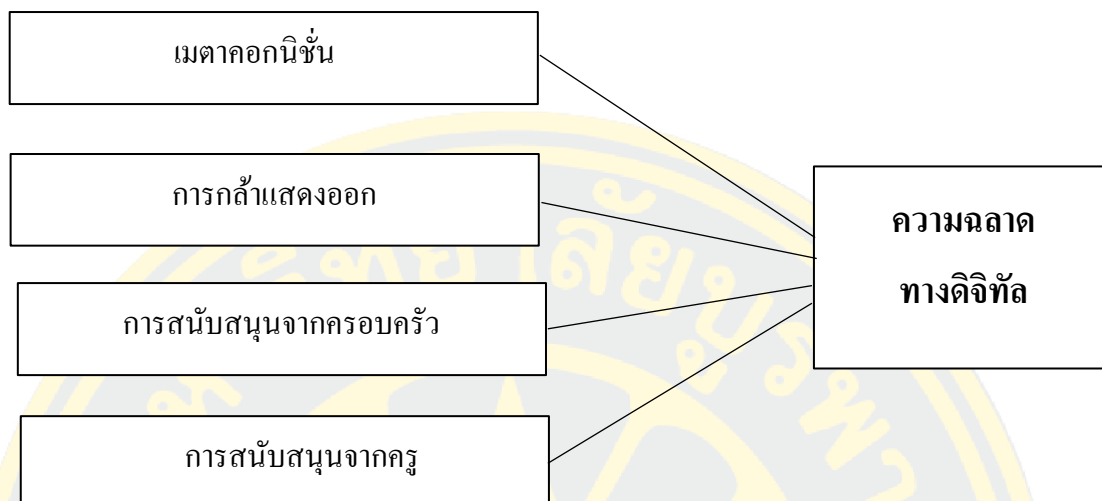 เมตาคอกนิชั่น
การกล้าแสดงออก
การสนับสนุนจากครอบครัว
การสนับสนุนจากครู
ความฉลาด
ทางดิจิทัล